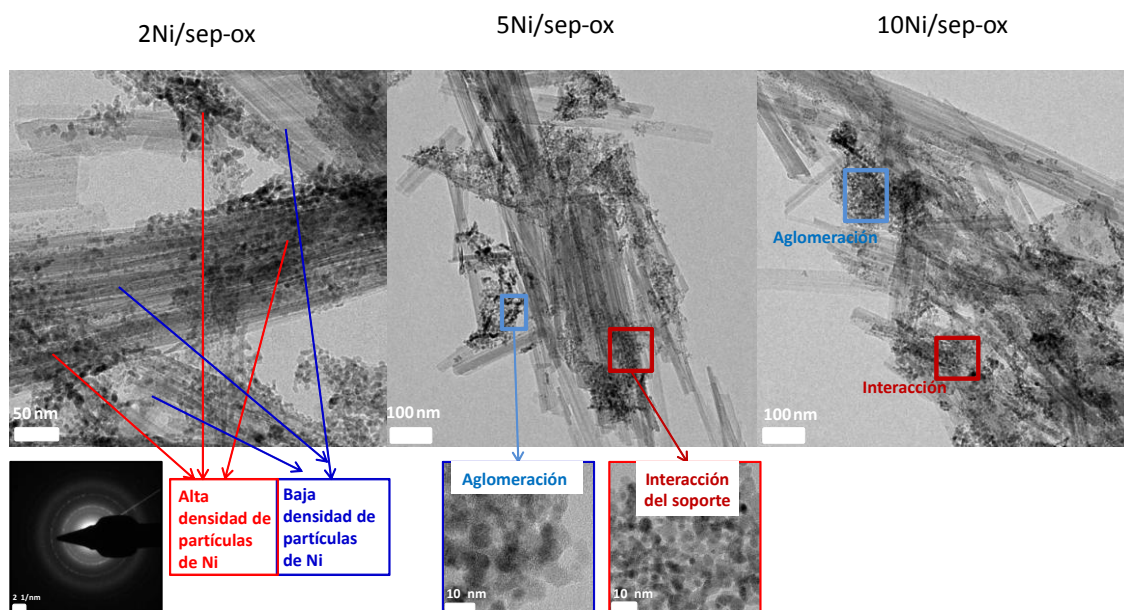 2Ni/sep-ox
5Ni/sep-ox
10Ni/sep-ox
50 nm
100 nm
Aglomeración
Interacción
100 nm
2 1/nm
Alta
densidad de
partículas
de Ni
Baja
densidad de
partículas
de Ni
Aglomeración
10 nm
Interacción
del soporte
10 nm